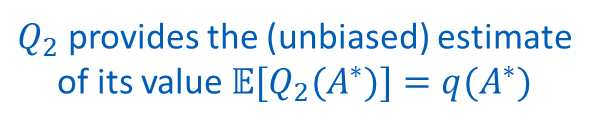 Q₂ provides the (unbiased) estimate
of its value 𝔼[Q₂(A*)] = q(A*)